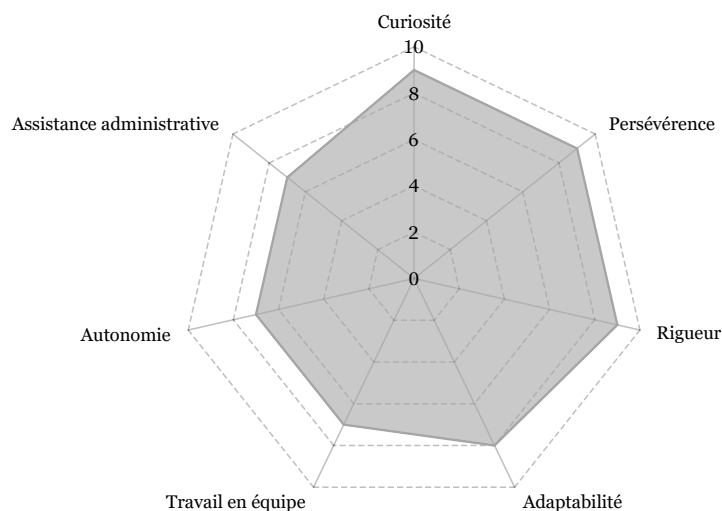 Curiosité
10
Assistance administrative
Persévérence
8
6
4
2
0
Autonomie
Rigueur
Travail en équipe
Adaptabilité